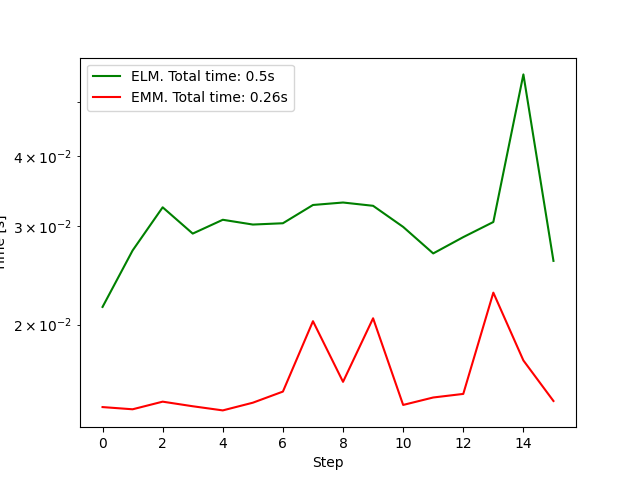 ELM. Total time: 0.5s
EMM. Total time: 0.26s
4 × 10⁻²
3 × 10⁻²
2 × 10⁻²
Time [s]
0 2 4 6 8 10 12 14
Step